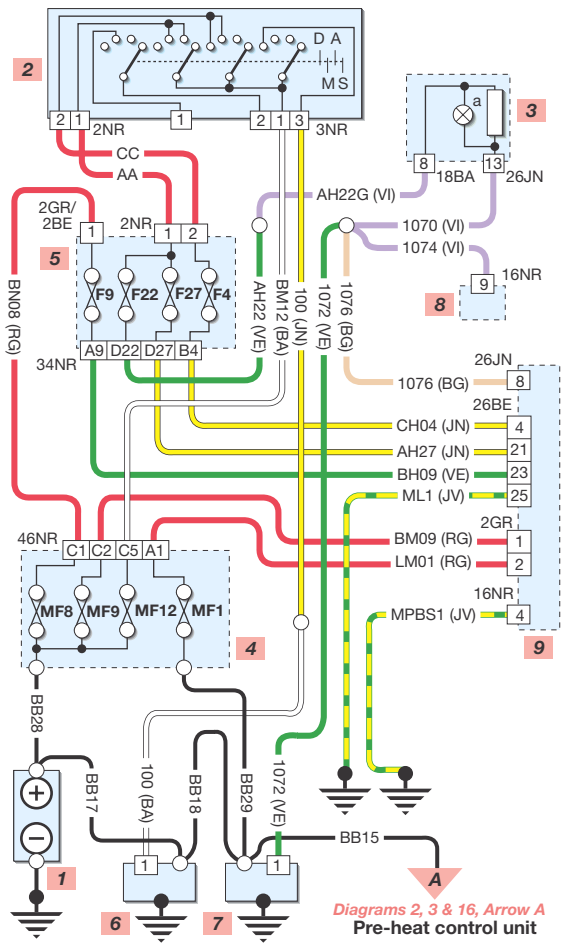 D A
2
M S
a
3
2 1 2NR 1 2 1 3 3NR
CC
8 18BA 13 26JN
AA
AH22G (VI)
2GR/
2BE
2NR
1 1 2
1070 (VI)
1074 (VI)
5
9 16NR
8
F9 F22 F27 F4
BN08 (RG)
AH22 (VE)
BM12 (BA)
100 (JN)
1072 (VE)
1076 (BG)
A9 D22 D27 B4
34NR
26JN
1076 (BG) 8
26BE
CH04 (JN) 4
AH27 (JN) 21
BH09 (VE) 23
ML1 (JV) 25
2GR
46NR
C1 C2 C5 A1
BM09 (RG) 1
LM01 (RG) 2
16NR
MF8 MF9 MF12 MF1
MPBS1 (JV) 4
4
9
BB28
BB17
100 (BA)
BB18
BB29
1072 (VE)
+
−
BB15
1
1
1
A
6
7
Diagrams 2, 3 & 16, Arrow A
Pre-heat control unit